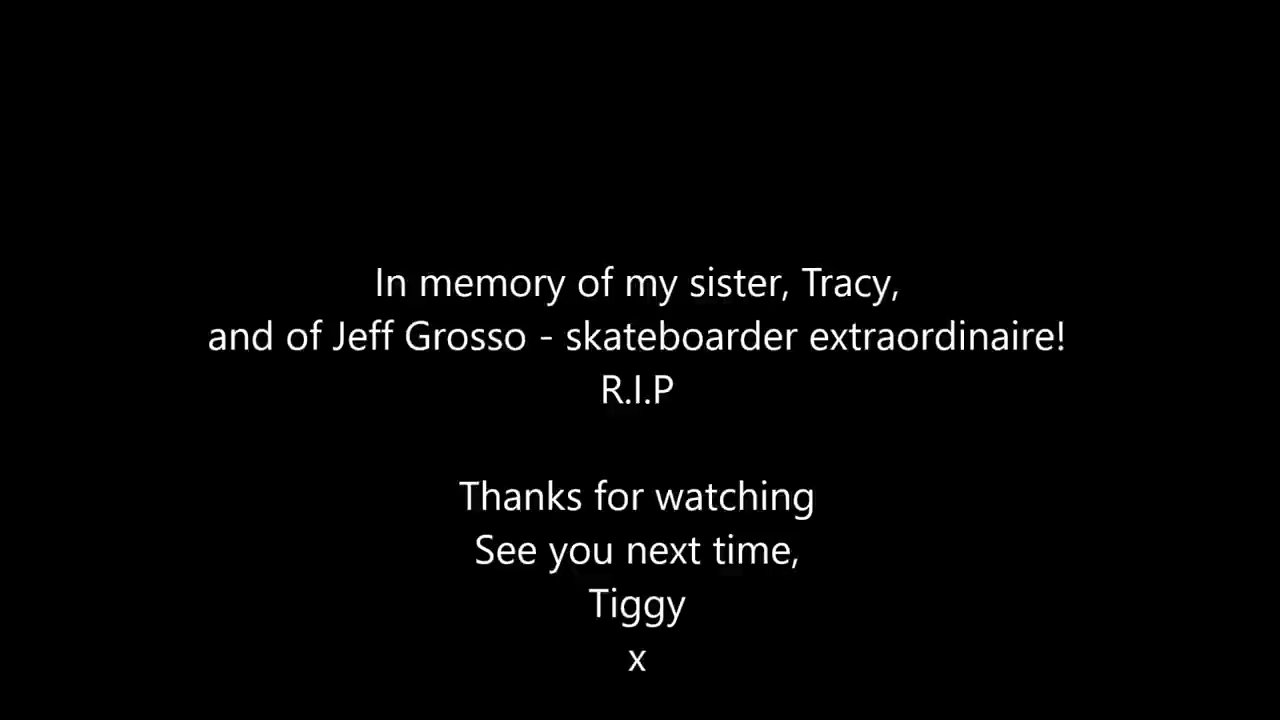 In memory of my sister, Tracy,
and of Jeff Grosso - skateboarder extraordinaire!
R.I.P
Thanks for watching
See you next time,
Tiggy
x